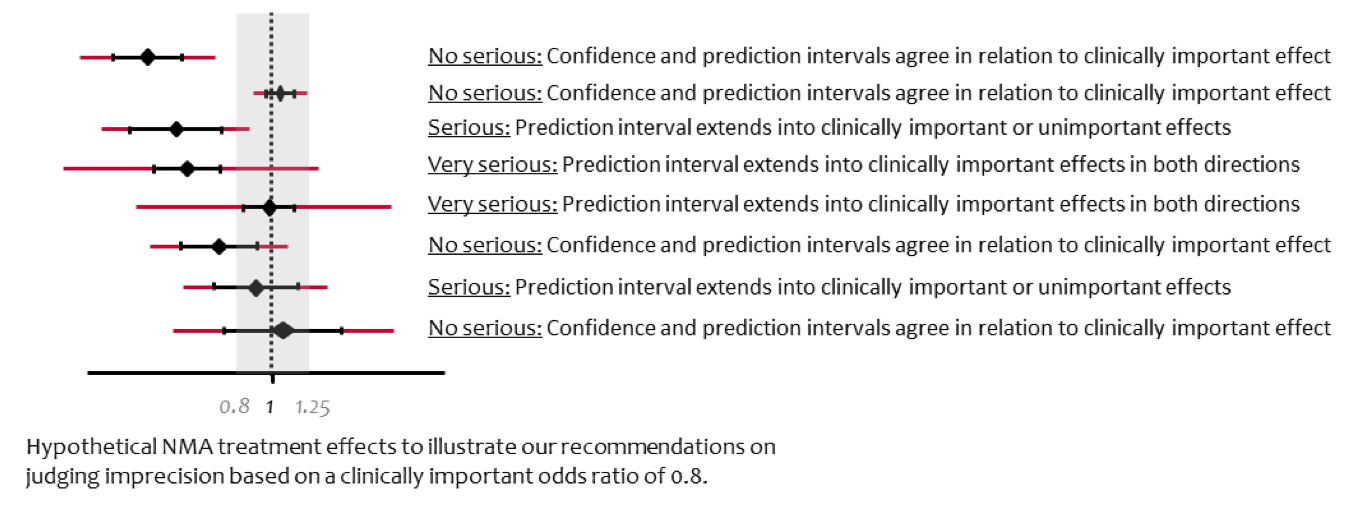 No serious: Confidence and prediction intervals agree in relation to clinically important effect
No serious: Confidence and prediction intervals agree in relation to clinically important effect
Serious: Prediction interval extends into clinically important or unimportant effects
Very serious: Prediction interval extends into clinically important effects in both directions
Very serious: Prediction interval extends into clinically important effects in both directions
No serious: Confidence and prediction intervals agree in relation to clinically important effect
Serious: Prediction interval extends into clinically important or unimportant effects
No serious: Confidence and prediction intervals agree in relation to clinically important effect
0.8 1 1.25
Hypothetical NMA treatment effects to illustrate our recommendations on
judging imprecision based on a clinically important odds ratio of 0.8.